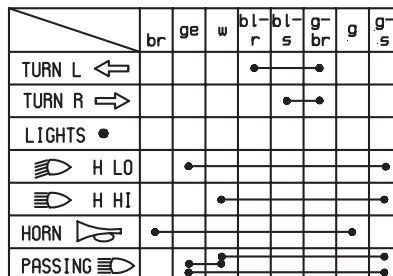 br ge w bl-r bl-s g-br g g-s
TURN L
TURN R
LIGHTS
H LO
H HI
HORN
PASSING